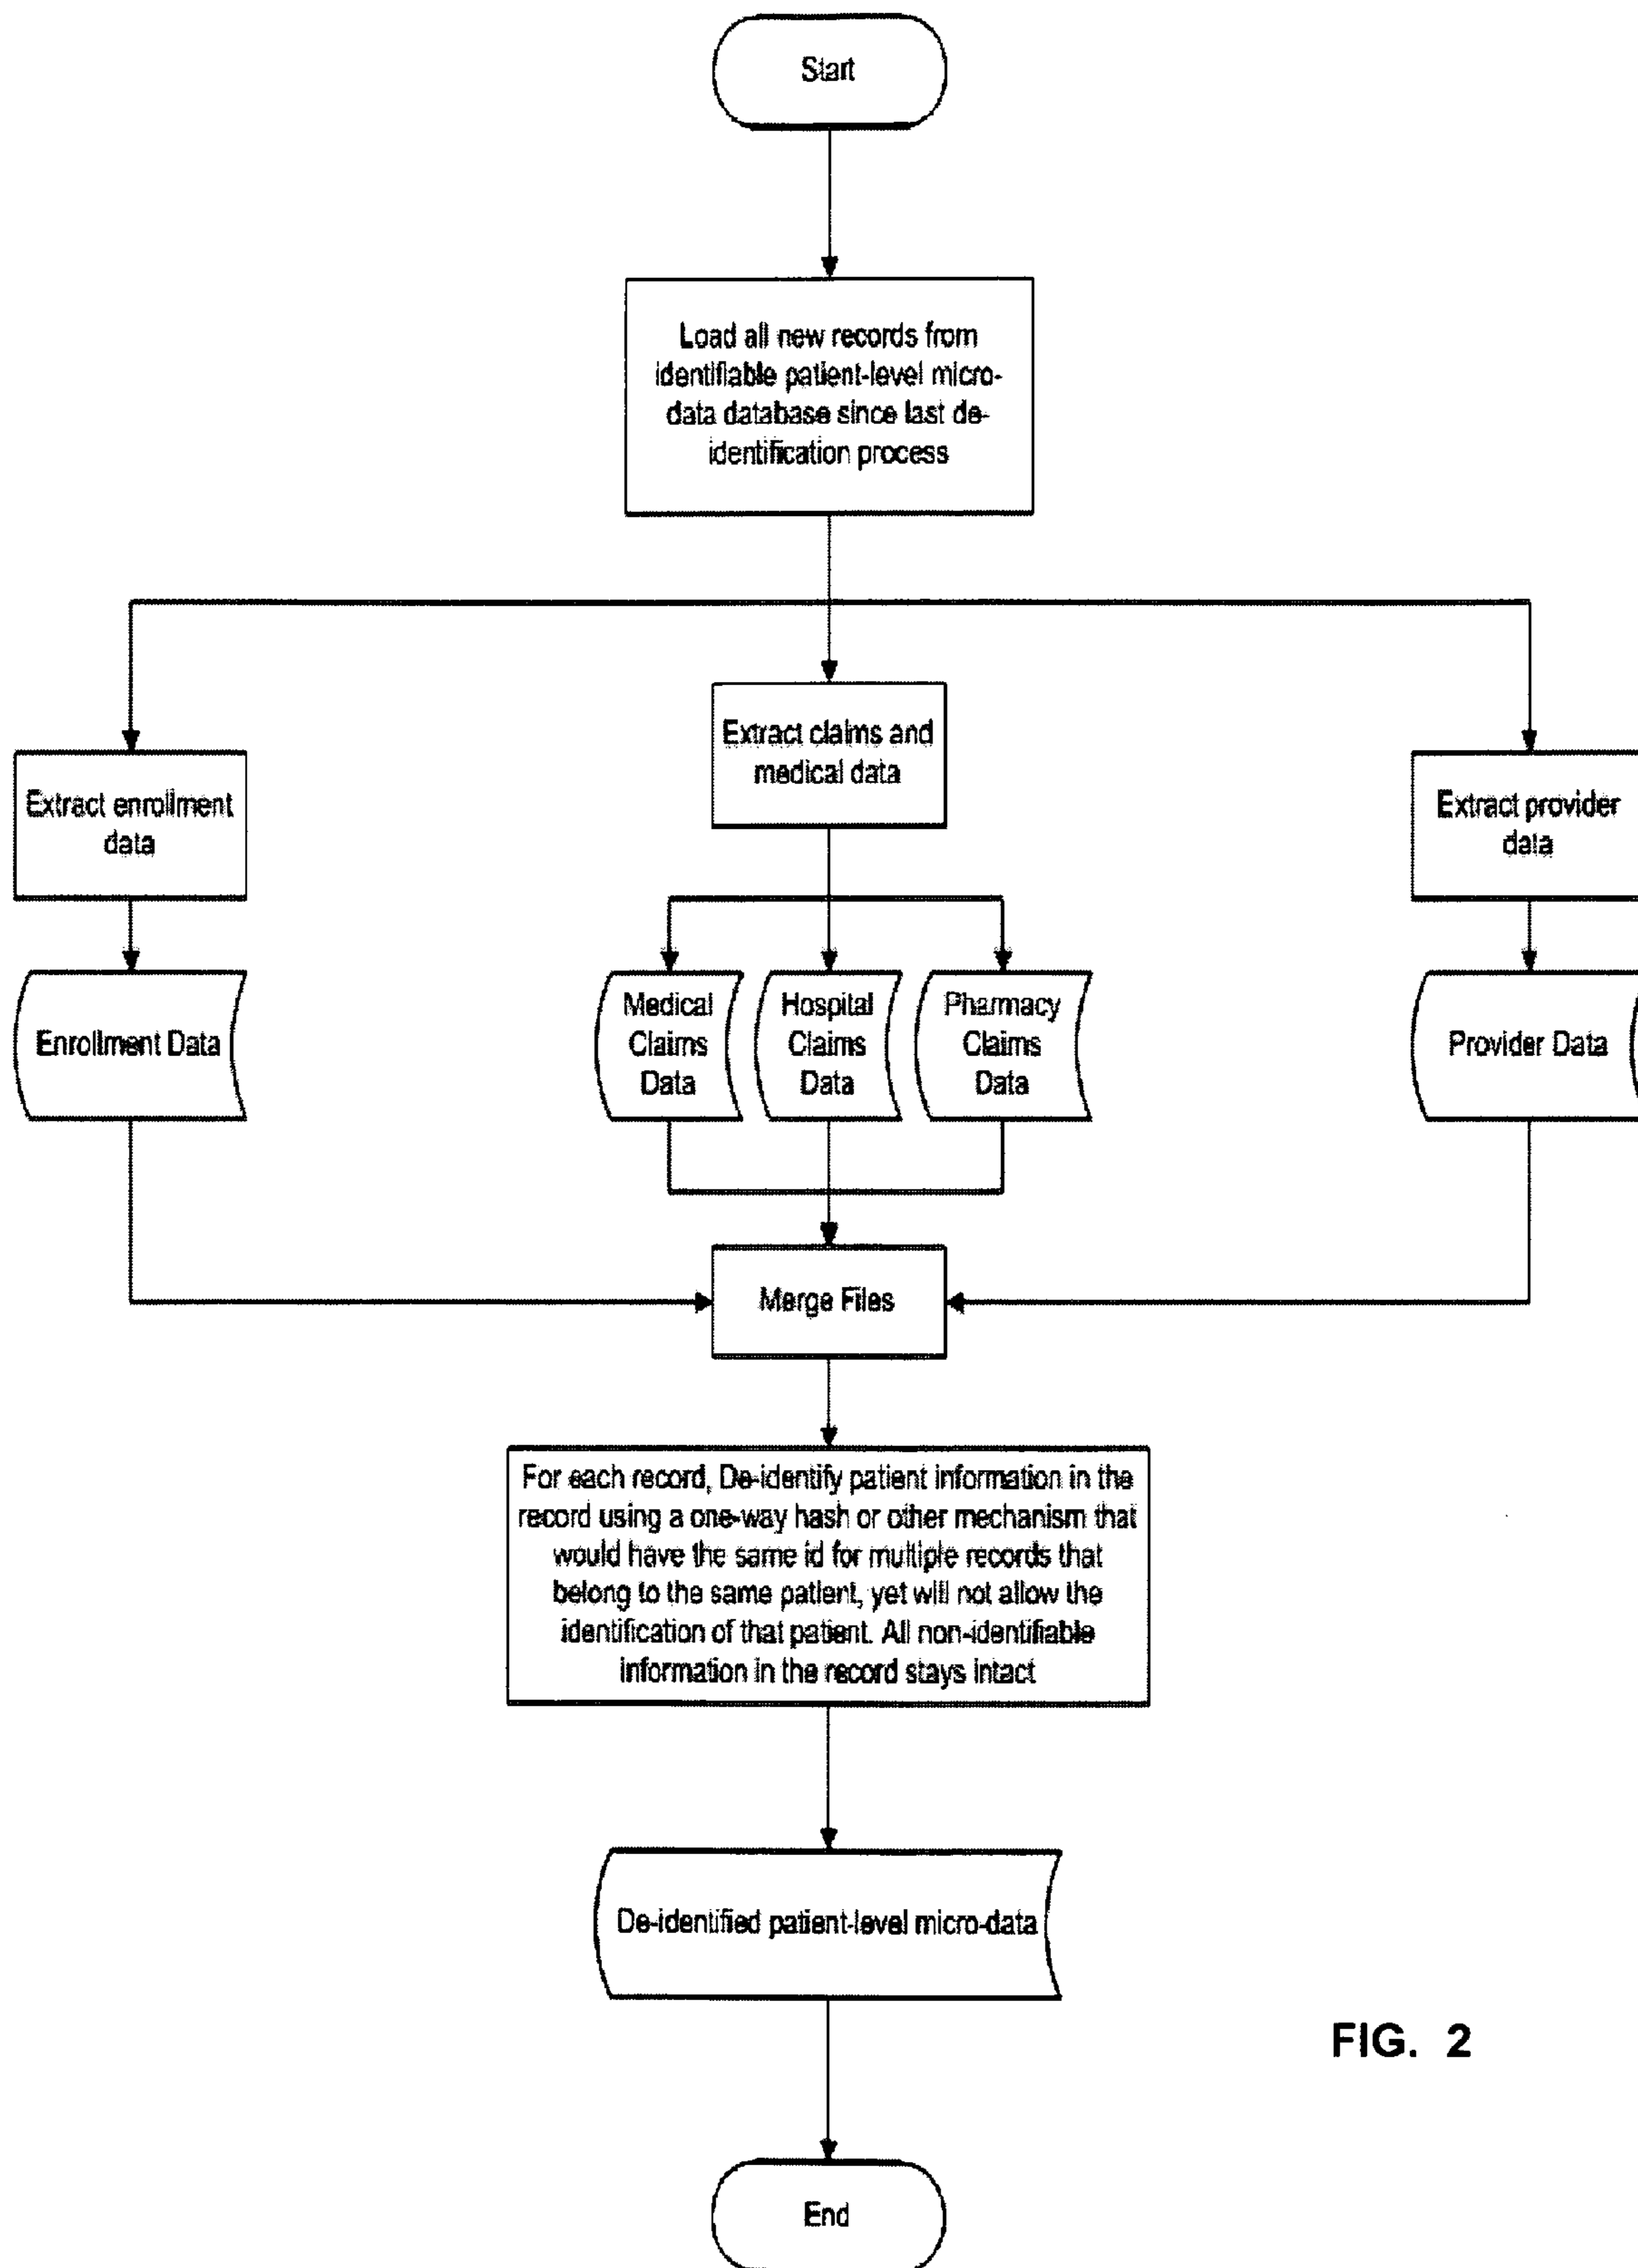 Start
Load all new records from
identifiable patient-level micro-
data database since last de-
identification process
Extract claims and
medical data
Extract enrollment
data
Extract provider
data
Medical
Claims
Data
Hospital
Claims
Data
Pharmacy
Claims
Data
Enrollment Data
Provider Data
Merge Files
For each record, De-identify patient information in the
record using a one-way hash or other mechanism that
would have the same id for multiple records that
belong to the same patient, yet will not allow the
identification of that patient. All non-identifiable
information in the record stays intact
De-identified patient-level micro-data
FIG. 2
End